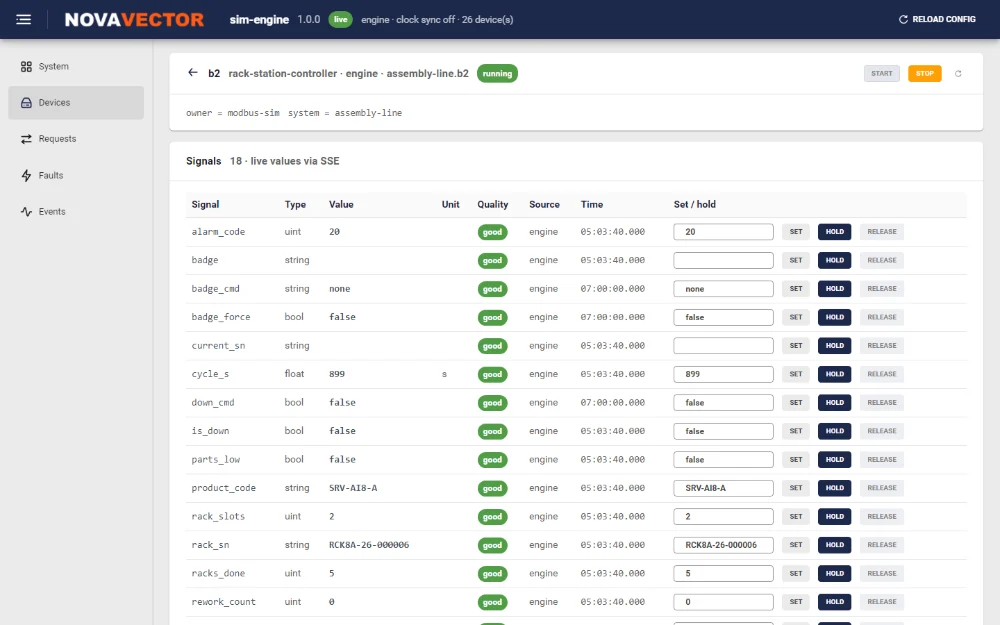 NOVAVECTOR sim-engine 1.0.0 live engine · clock sync off · 26 device(s) RELOAD CONFIG
System
Devices
Requests
Faults
Events
b2 rack-station-controller · engine · assembly-line.b2 running START STOP
owner = modbus-sim system = assembly-line
Signals 18 · live values via SSE
Signal Type Value Unit Quality Source Time Set / hold
alarm_code uint 20 good engine 05:03:40.000 20 SET HOLD RELEASE
badge string good engine 05:03:40.000 SET HOLD RELEASE
badge_cmd string none good engine 07:00:00.000 none SET HOLD RELEASE
badge_force bool false good engine 07:00:00.000 false SET HOLD RELEASE
current_sn string good engine 05:03:40.000 SET HOLD RELEASE
cycle_s float 899 s good engine 05:03:40.000 899 SET HOLD RELEASE
down_cmd bool false good engine 07:00:00.000 false SET HOLD RELEASE
is_down bool false good engine 05:03:40.000 false SET HOLD RELEASE
parts_low bool false good engine 05:03:40.000 false SET HOLD RELEASE
product_code string SRV-AI8-A good engine 05:03:40.000 SRV-AI8-A SET HOLD RELEASE
rack_slots uint 2 good engine 05:03:40.000 2 SET HOLD RELEASE
rack_sn string RCK8A-26-000006 good engine 05:03:40.000 RCK8A-26-000006 SET HOLD RELEASE
racks_done uint 5 good engine 05:03:40.000 5 SET HOLD RELEASE
rework_count uint 0 good engine 05:03:40.000 0 SET HOLD RELEASE